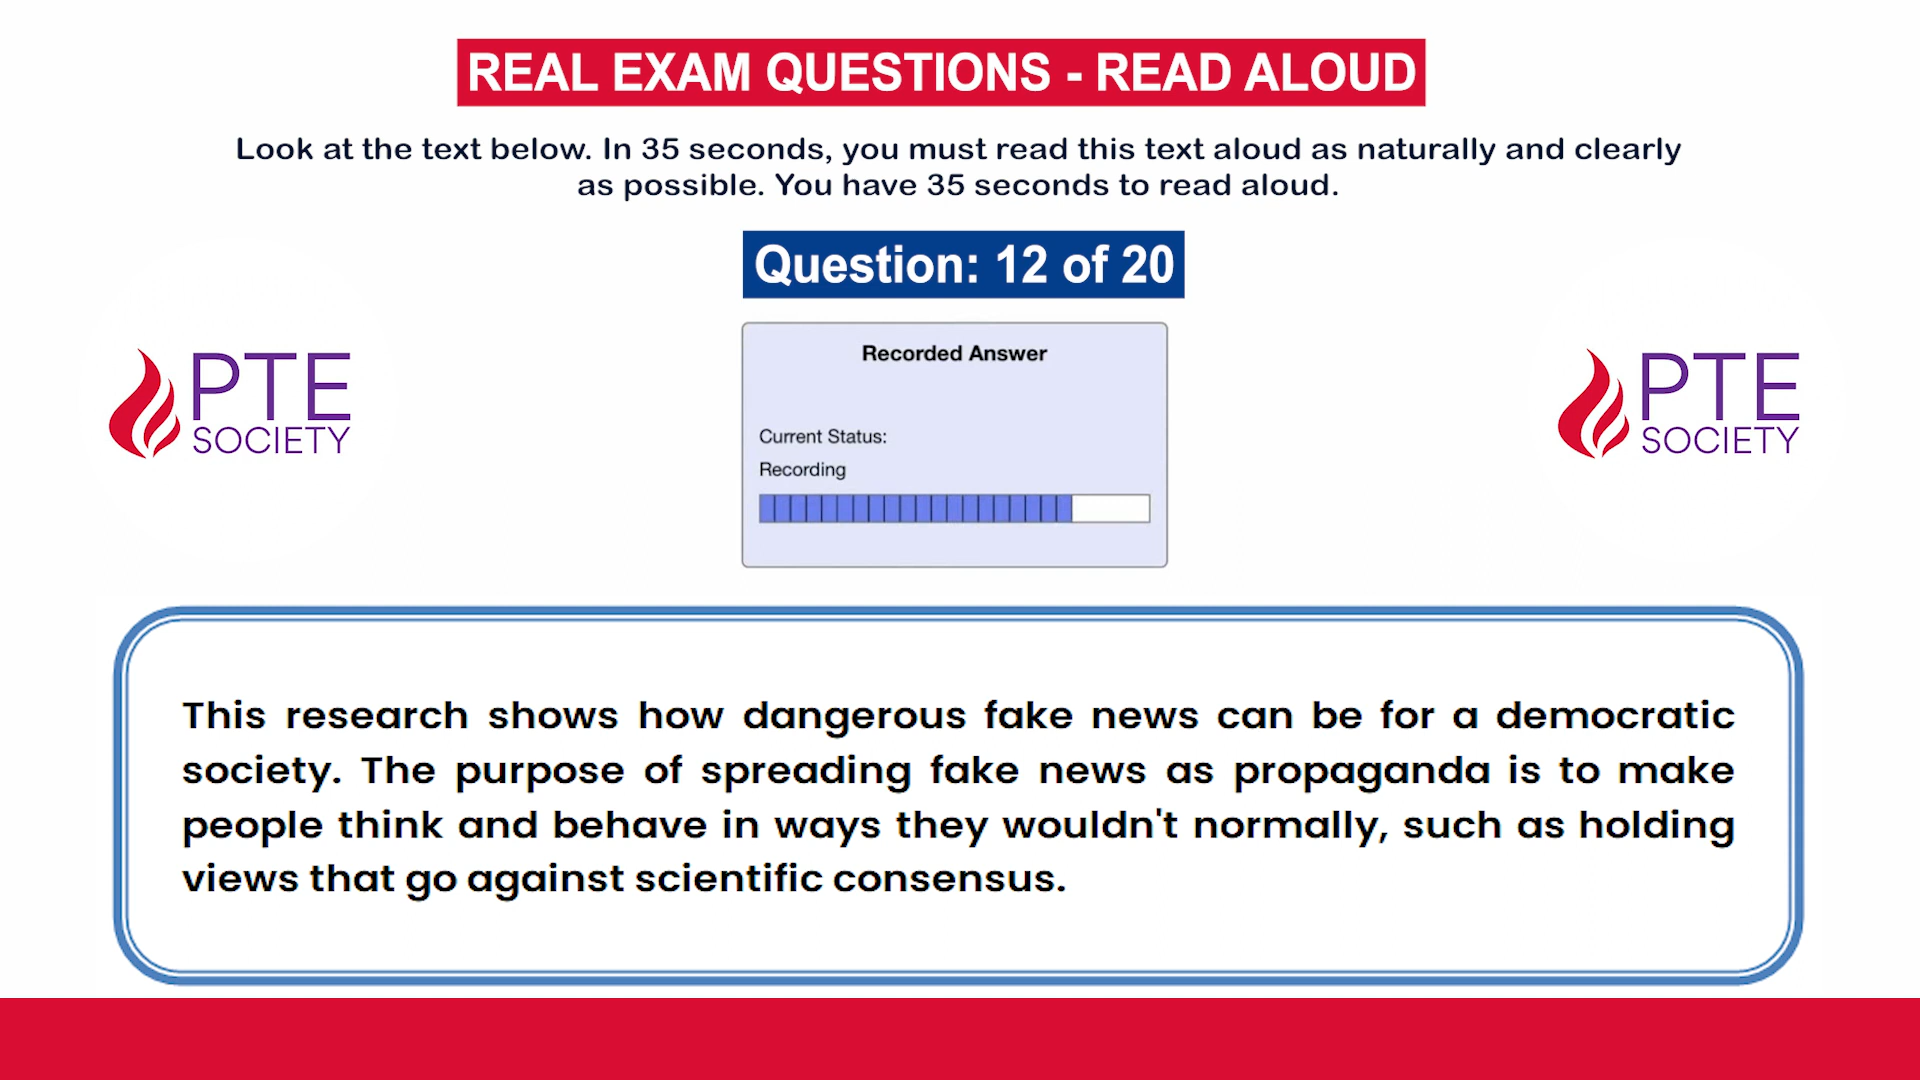 REAL EXAM QUESTIONS - READ ALOUD
Look at the text below. In 35 seconds, you must read this text aloud as naturally and clearly
as possible. You have 35 seconds to read aloud.
Question: 12 of 20
Recorded Answer
Current Status:
Recording
PTE
SOCIETY
PTE
SOCIETY
This research shows how dangerous fake news can be for a democratic
society. The purpose of spreading fake news as propaganda is to make
people think and behave in ways they wouldn't normally, such as holding
views that go against scientific consensus.